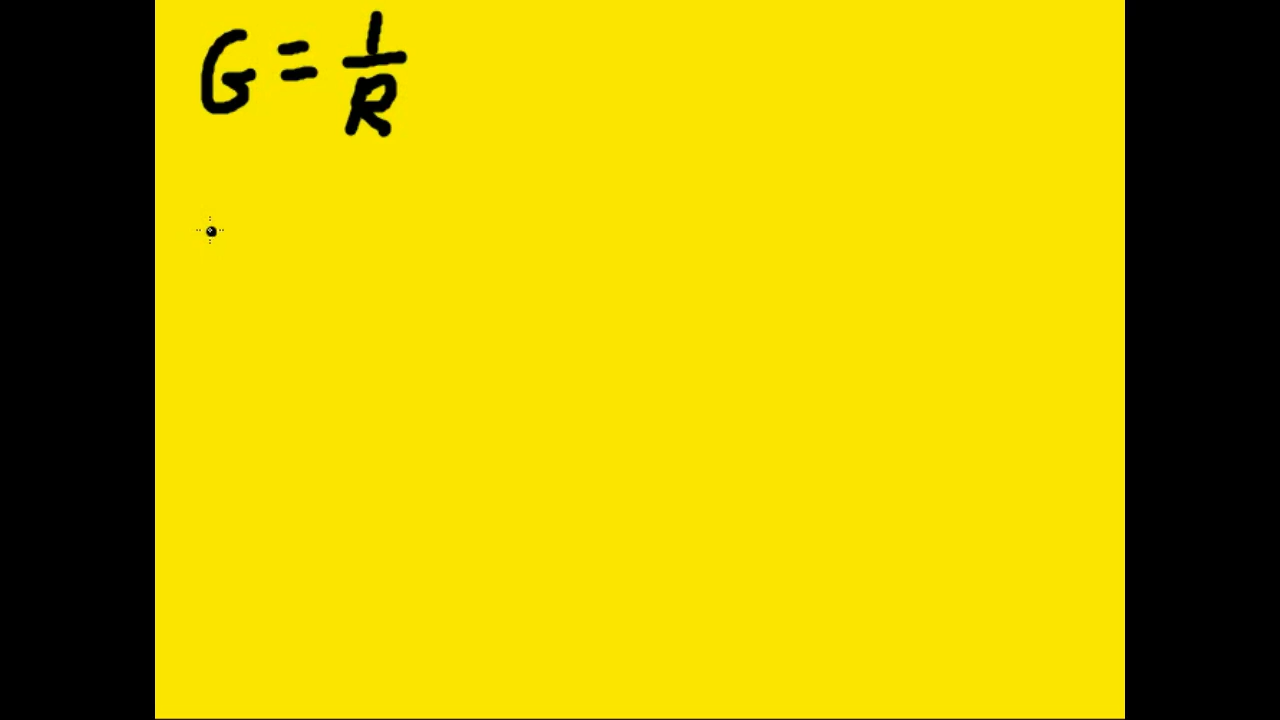 G = 1/R